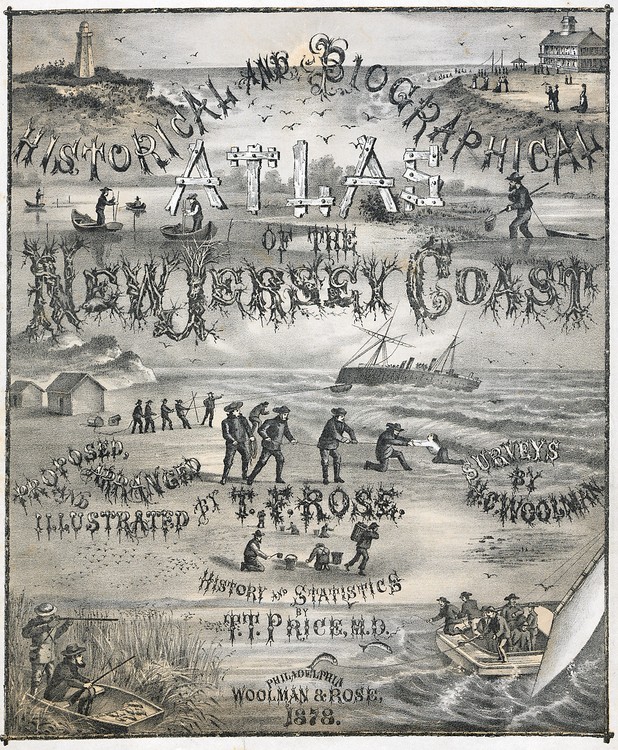 HISTORICAL AND BIOGRAPHICAL
ATLAS
OF THE
NEW JERSEY COAST
PROPOSED,
ARRANGED
AND
ILLUSTRATED BY T.F. ROSE.
SURVEYS
BY
H.C. WOOLMAN
HISTORY AND STATISTICS
BY
T.T. PRICE, M.D.
PHILADELPHIA
WOOLMAN & ROSE,
1878.